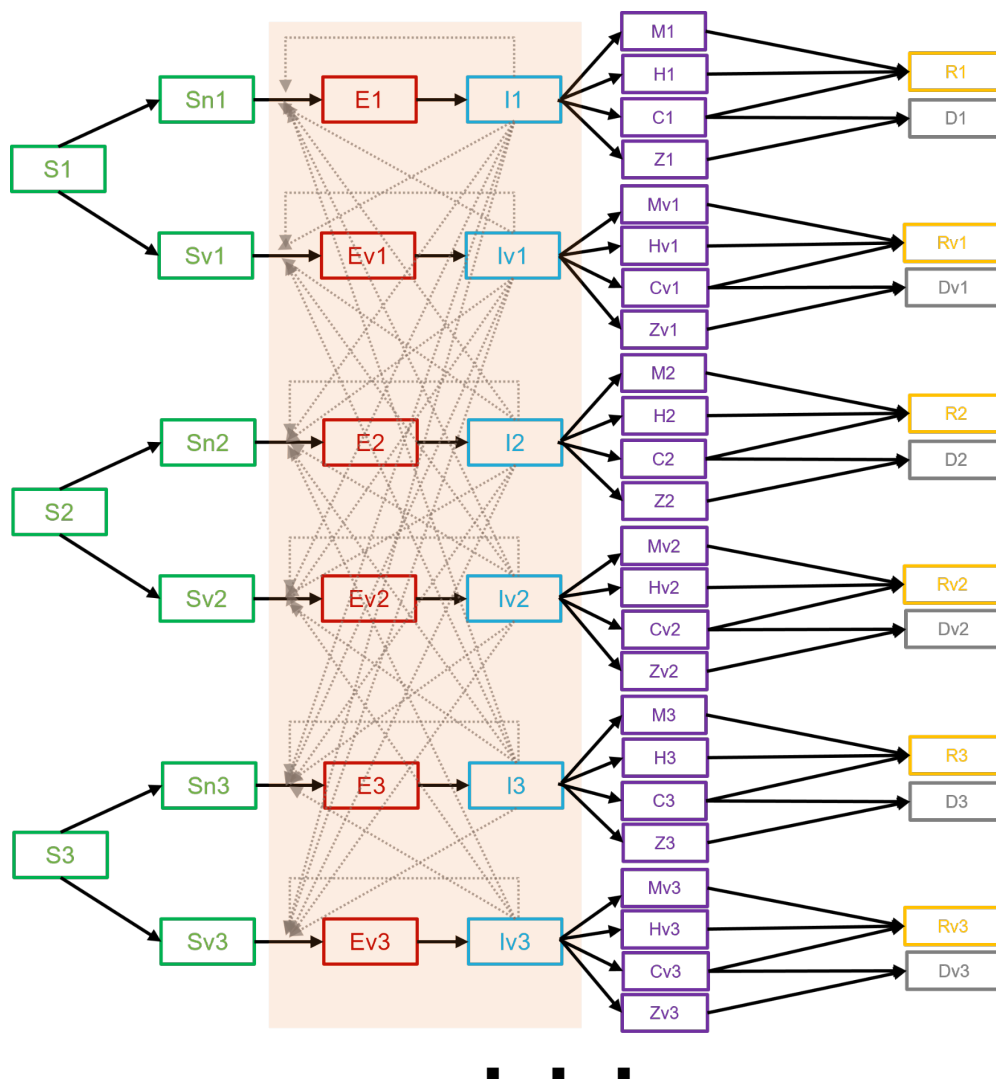 M1
R1
Sn1
E1
I1
H1
C1
D1
S1
Z1
Mv1
Sv1
Ev1
Iv1
Hv1
Rv1
Cv1
Dv1
Zv1
M2
Sn2
E2
I2
H2
R2
C2
D2
S2
Z2
Mv2
Sv2
Ev2
Iv2
Hv2
Rv2
Cv2
Dv2
Zv2
M3
Sn3
E3
I3
H3
R3
C3
D3
S3
Z3
Mv3
Sv3
Ev3
Iv3
Hv3
Rv3
Cv3
Dv3
Zv3
. . .